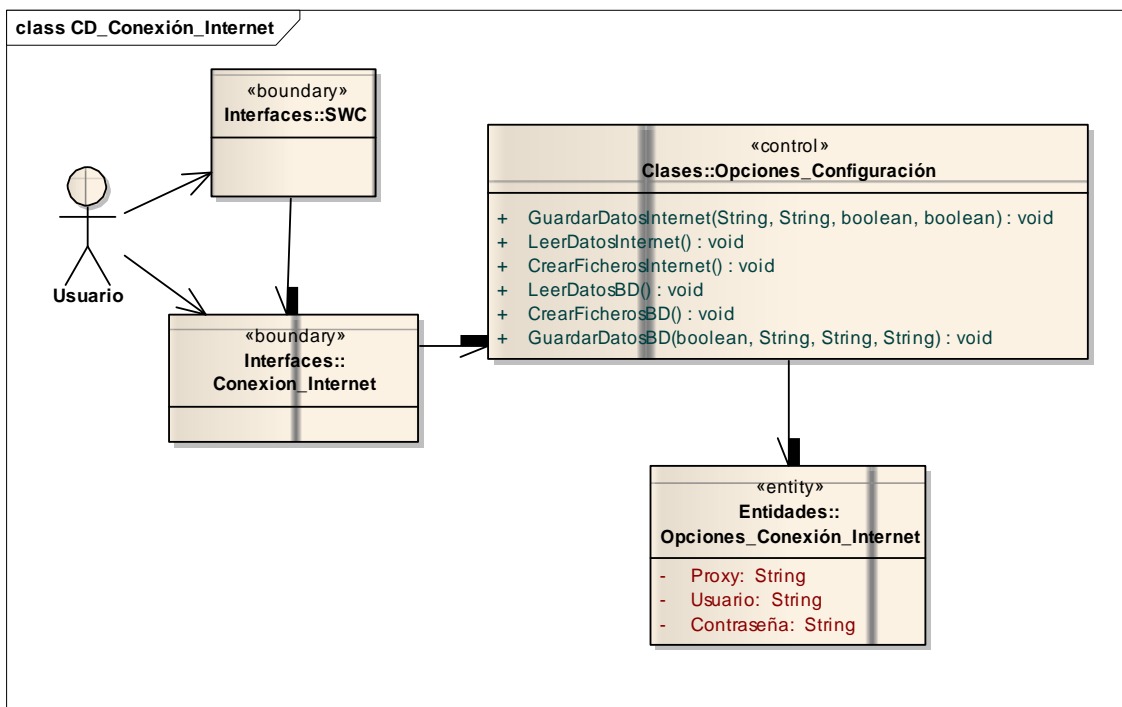 class CD_Conexión_Internet
«boundary»
Interfaces::SWC
Usuario
«boundary»
Interfaces::
Conexion_Internet
«control»
Clases::Opciones_Configuración
+ GuardarDatosInternet(String, String, boolean, boolean) : void
+ LeerDatosInternet() : void
+ CrearFicherosInternet() : void
+ LeerDatosBD() : void
+ CrearFicherosBD() : void
+ GuardarDatosBD(boolean, String, String, String) : void
«entity»
Entidades::
Opciones_Conexión_Internet
- Proxy: String
- Usuario: String
- Contraseña: String